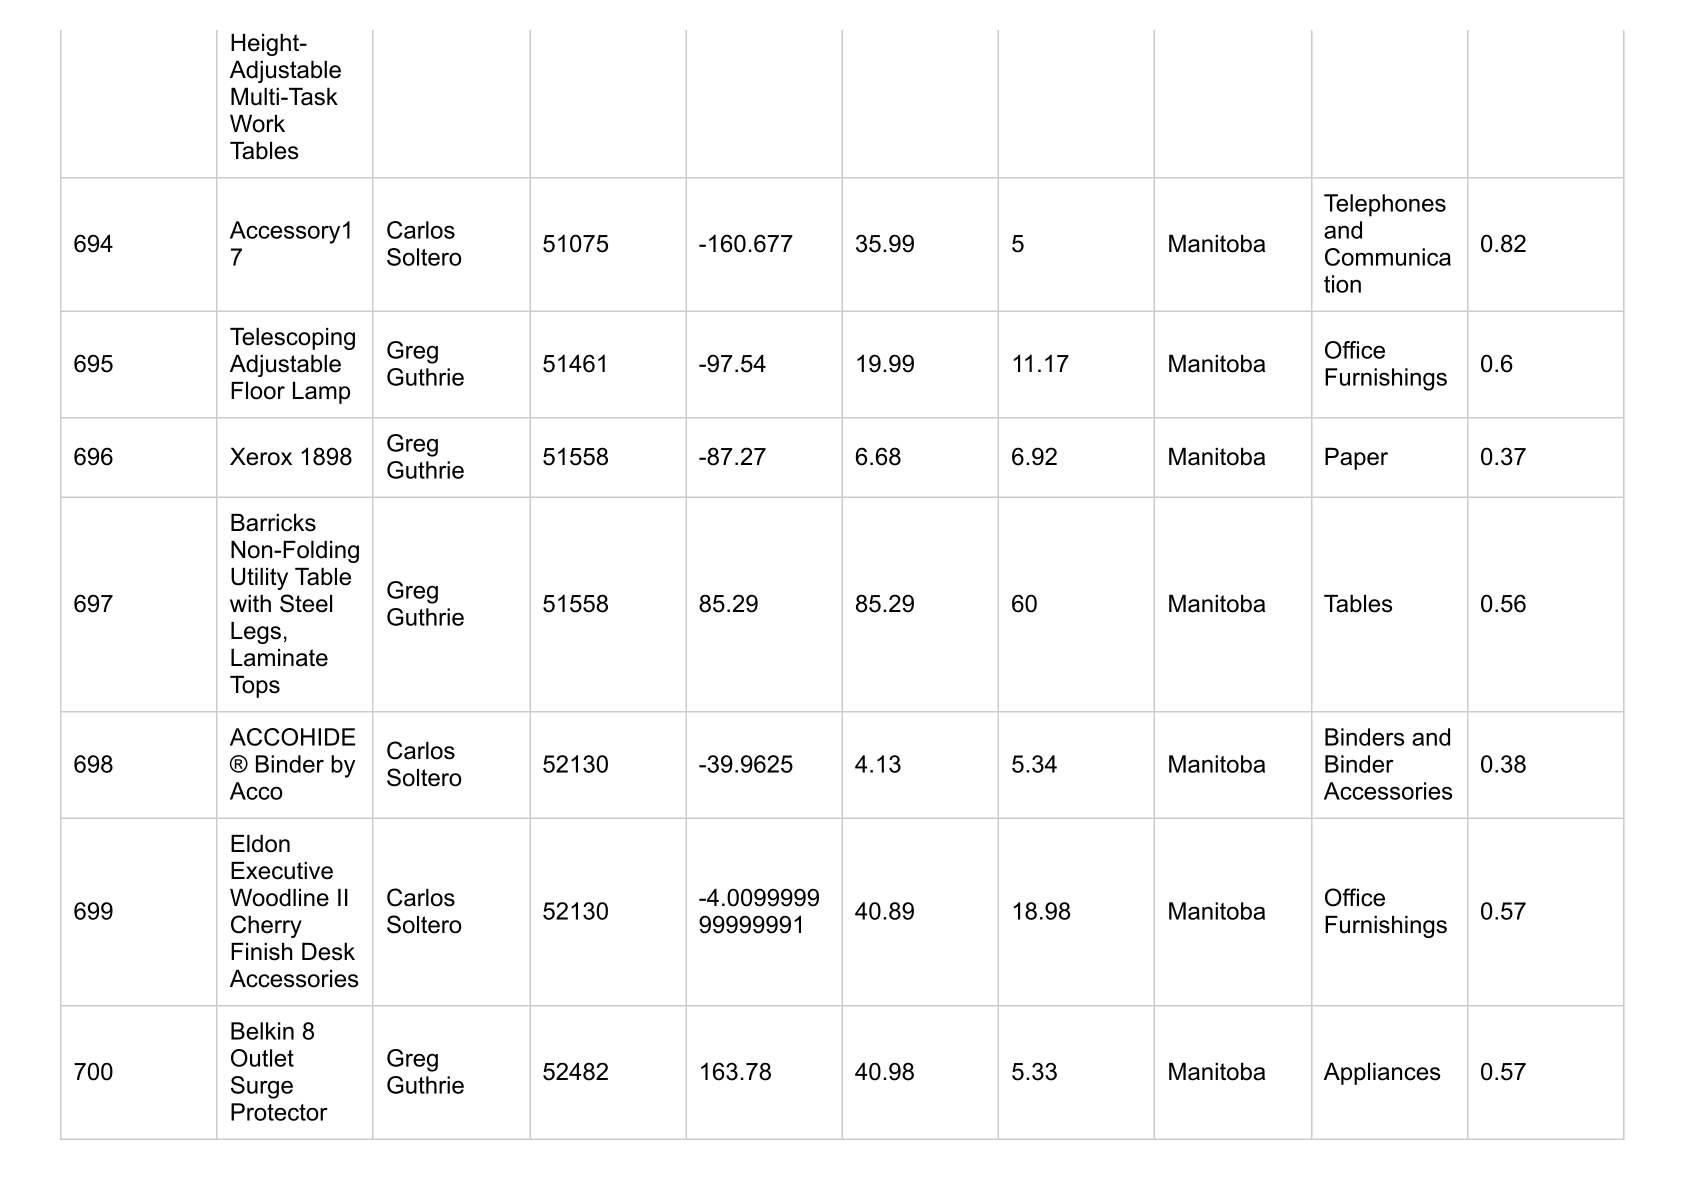 Height-
Adjustable
Multi-Task
Work
Tables
694
Accessory1
7
Carlos
Soltero
51075
-160.677
35.99
5
Manitoba
Telephones
and
Communica
tion
0.82
695
Telescoping
Adjustable
Floor Lamp
Greg
Guthrie
51461
-97.54
19.99
11.17
Manitoba
Office
Furnishings
0.6
696
Xerox 1898
Greg
Guthrie
51558
-87.27
6.68
6.92
Manitoba
Paper
0.37
697
Barricks
Non-Folding
Utility Table
with Steel
Legs,
Laminate
Tops
Greg
Guthrie
51558
85.29
85.29
60
Manitoba
Tables
0.56
698
ACCOHIDE
® Binder by
Acco
Carlos
Soltero
52130
-39.9625
4.13
5.34
Manitoba
Binders and
Binder
Accessories
0.38
699
Eldon
Executive
Woodline II
Cherry
Finish Desk
Accessories
Carlos
Soltero
52130
-4.0099999
99999991
40.89
18.98
Manitoba
Office
Furnishings
0.57
700
Belkin 8
Outlet
Surge
Protector
Greg
Guthrie
52482
163.78
40.98
5.33
Manitoba
Appliances
0.57